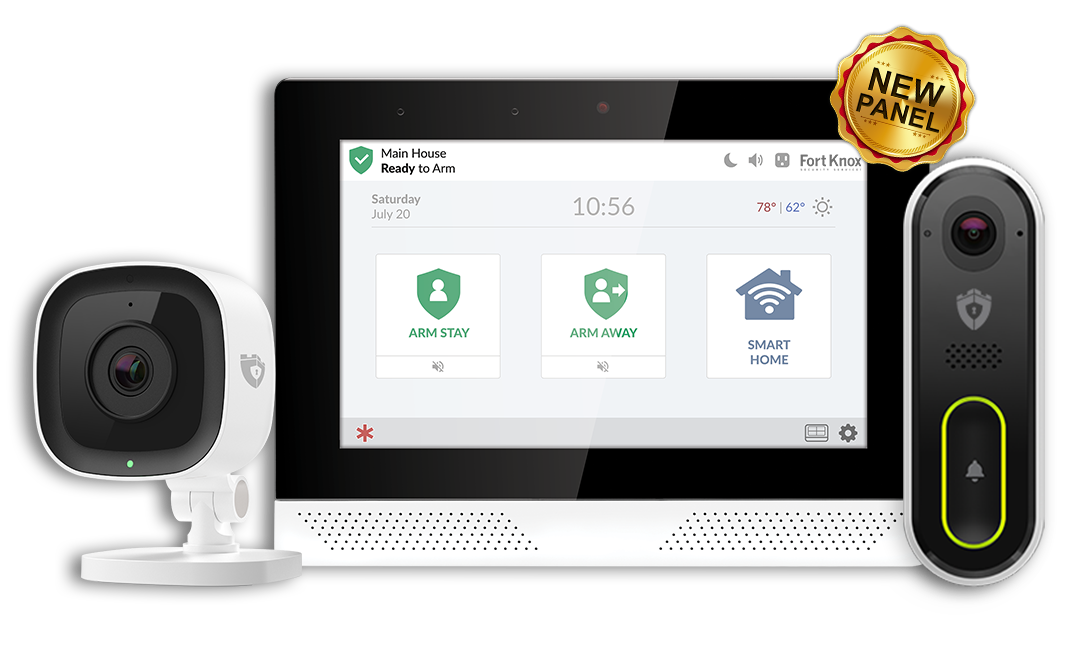 NEW
PANEL
Main House
Ready to Arm
Fort Knox
SECURITY SERVICES
Saturday
July 20
10:56
78° | 62°
ARM STAY
ARM AWAY
SMART
HOME